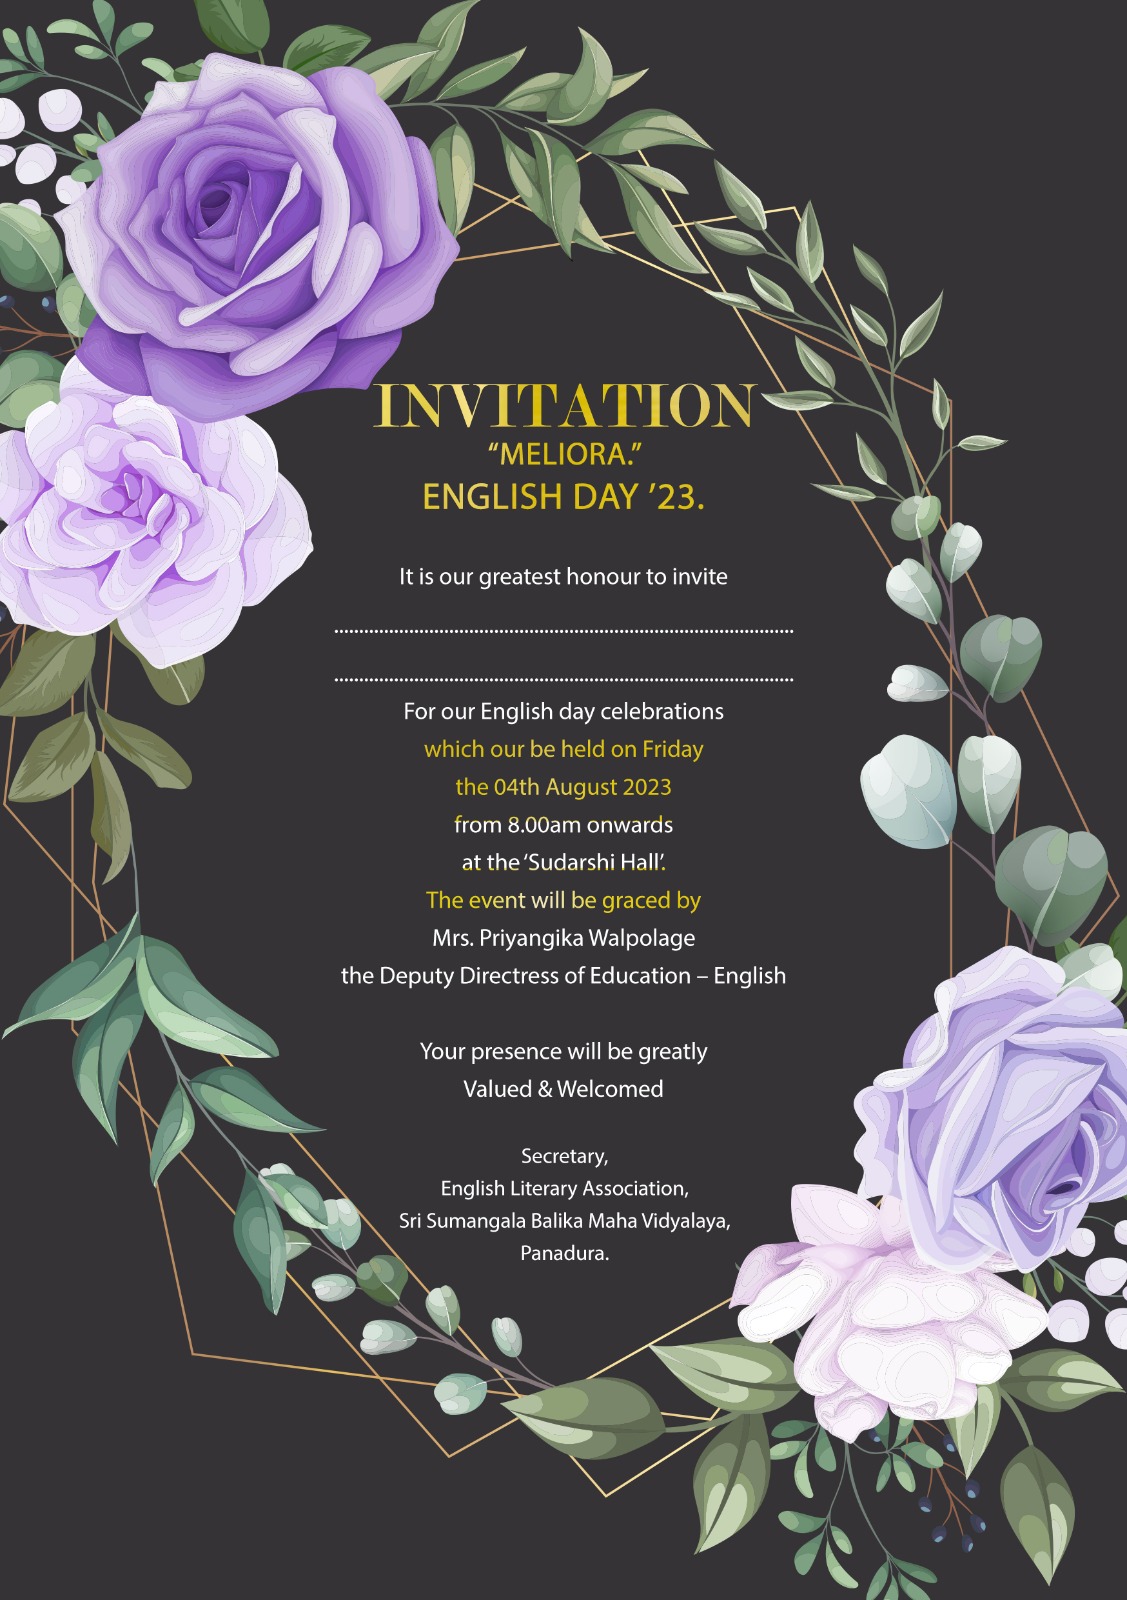 INVITATION
“MELIORA.”
ENGLISH DAY ’23.
It is our greatest honour to invite
................................................................................................
................................................................................................
For our English day celebrations
which our be held on Friday
the 04th August 2023
from 8.00am onwards
at the ‘Sudarshi Hall’.
The event will be graced by
Mrs. Priyangika Walpolage
the Deputy Directress of Education – English
Your presence will be greatly
Valued & Welcomed
Secretary,
English Literary Association,
Sri Sumangala Balika Maha Vidyalaya,
Panadura.